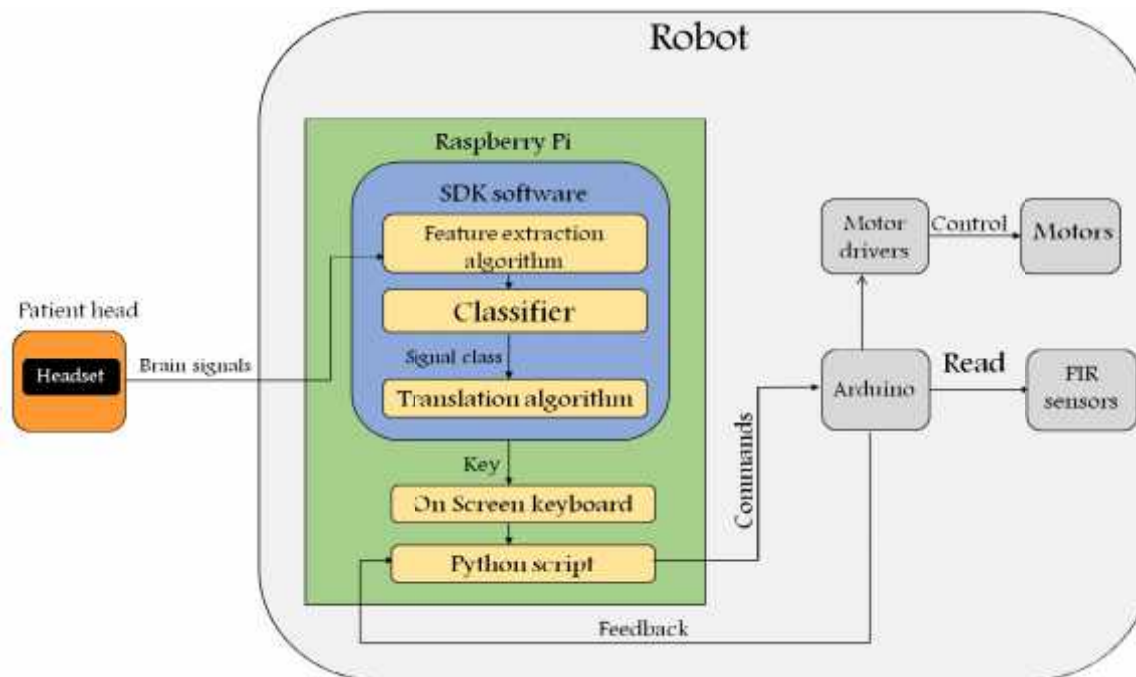 Robot
Raspberry Pi
SDK software
Feature extraction
algorithm
Classifier
Signal class
Translation algorithm
Key
On Screen keyboard
Python script
Patient head
Headset
Brain signals
Commands
Feedback
Motor
drivers
Control
Motors
Arduino
Read
PIR
sensors